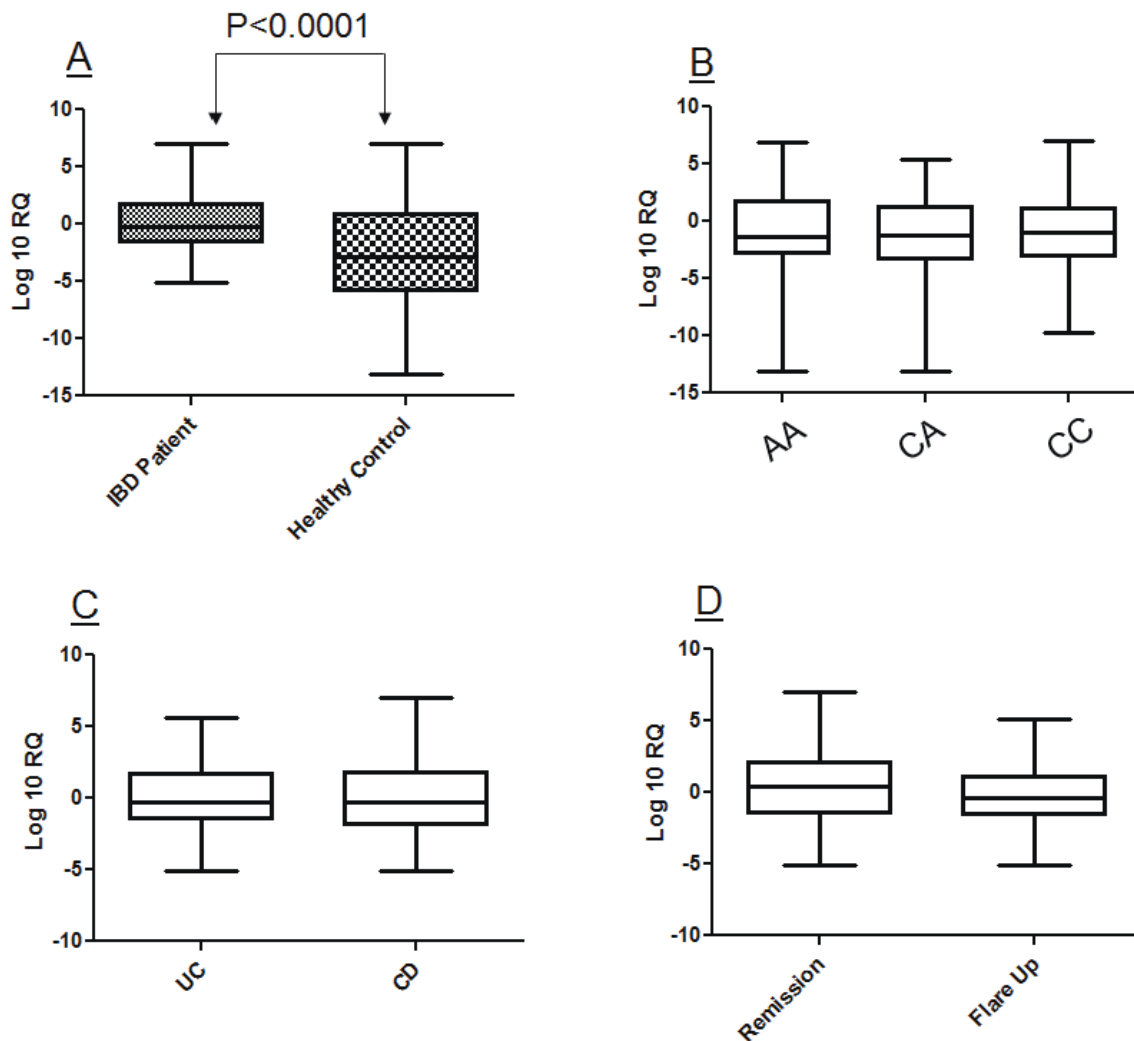 P<0.0001
A
10
5
0
-5
-10
-15
Log 10 RQ
IBD Patient
Healthy Control
B
10
5
0
-5
-10
-15
Log 10 RQ
AA
CA
CC
C
10
5
0
-5
-10
Log 10 RQ
UC
CD
D
10
5
0
-5
-10
Log 10 RQ
Remission
Flare Up